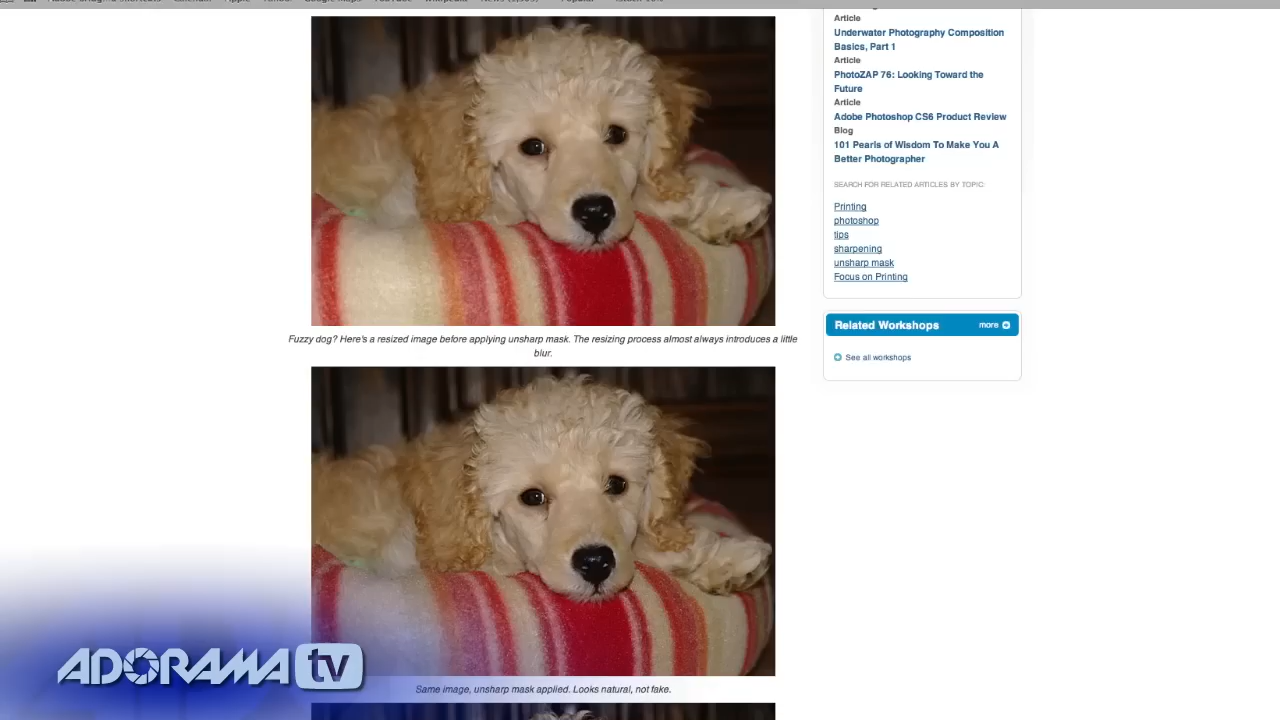 Article
Underwater Photography Composition
Basics, Part 1
Article
PhotoZAP 76: Looking Toward the
Future
Article
Adobe Photoshop CS6 Product Review
Blog
101 Pearls of Wisdom To Make You A
Better Photographer
SEARCH FOR RELATED ARTICLES BY TOPIC:
Printing
photoshop
tips
sharpening
unsharp mask
Focus on Printing
Related Workshops
more
See all workshops
Fuzzy dog? Here's a resized image before applying unsharp mask. The resizing process almost always introduces a little
blur.
Same image, unsharp mask applied. Looks natural, not fake.
ADORAMA tv